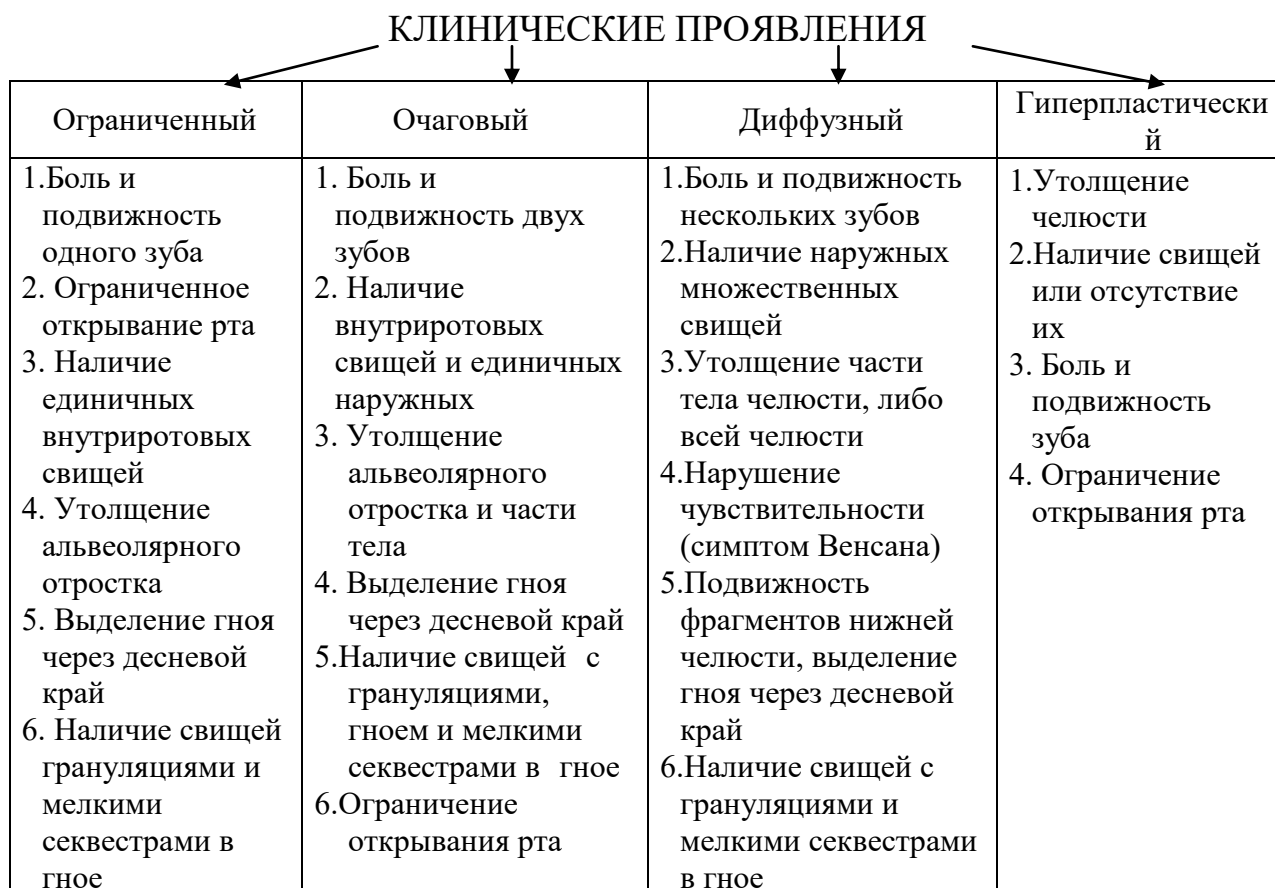 КЛИНИЧЕСКИЕ ПРОЯВЛЕНИЯ
Ограниченный
Очаговый
Диффузный
Гиперпластически
й
1.Боль и
подвижность
одного зуба
2. Ограниченное
открывание рта
3. Наличие
единичных
внутриротовых
свищей
4. Утолщение
альвеолярного
отростка
5. Выделение гноя
через десневой
край
6. Наличие свищей
грануляциями и
мелкими
секвестрами в
гное
1. Боль и
подвижность двух
зубов
2. Наличие
внутриротовых
свищей и единичных
наружных
3. Утолщение
альвеолярного
отростка и части
тела
4. Выделение гноя
через десневой край
5.Наличие свищей с
грануляциями,
гноем и мелкими
секвестрами в гное
6.Ограничение
открывания рта
1.Боль и подвижность
нескольких зубов
2.Наличие наружных
множественных
свищей
3.Утолщение части
тела челюсти, либо
всей челюсти
4.Нарушение
чувствительности
(симптом Венсана)
5.Подвижность
фрагментов нижней
челюсти, выделение
гноя через десневой
край
6.Наличие свищей с
грануляциями и
мелкими секвестрами
в гное
1.Утолщение
челюсти
2.Наличие свищей
или отсутствие
их
3. Боль и
подвижность
зуба
4. Ограничение
открывания рта